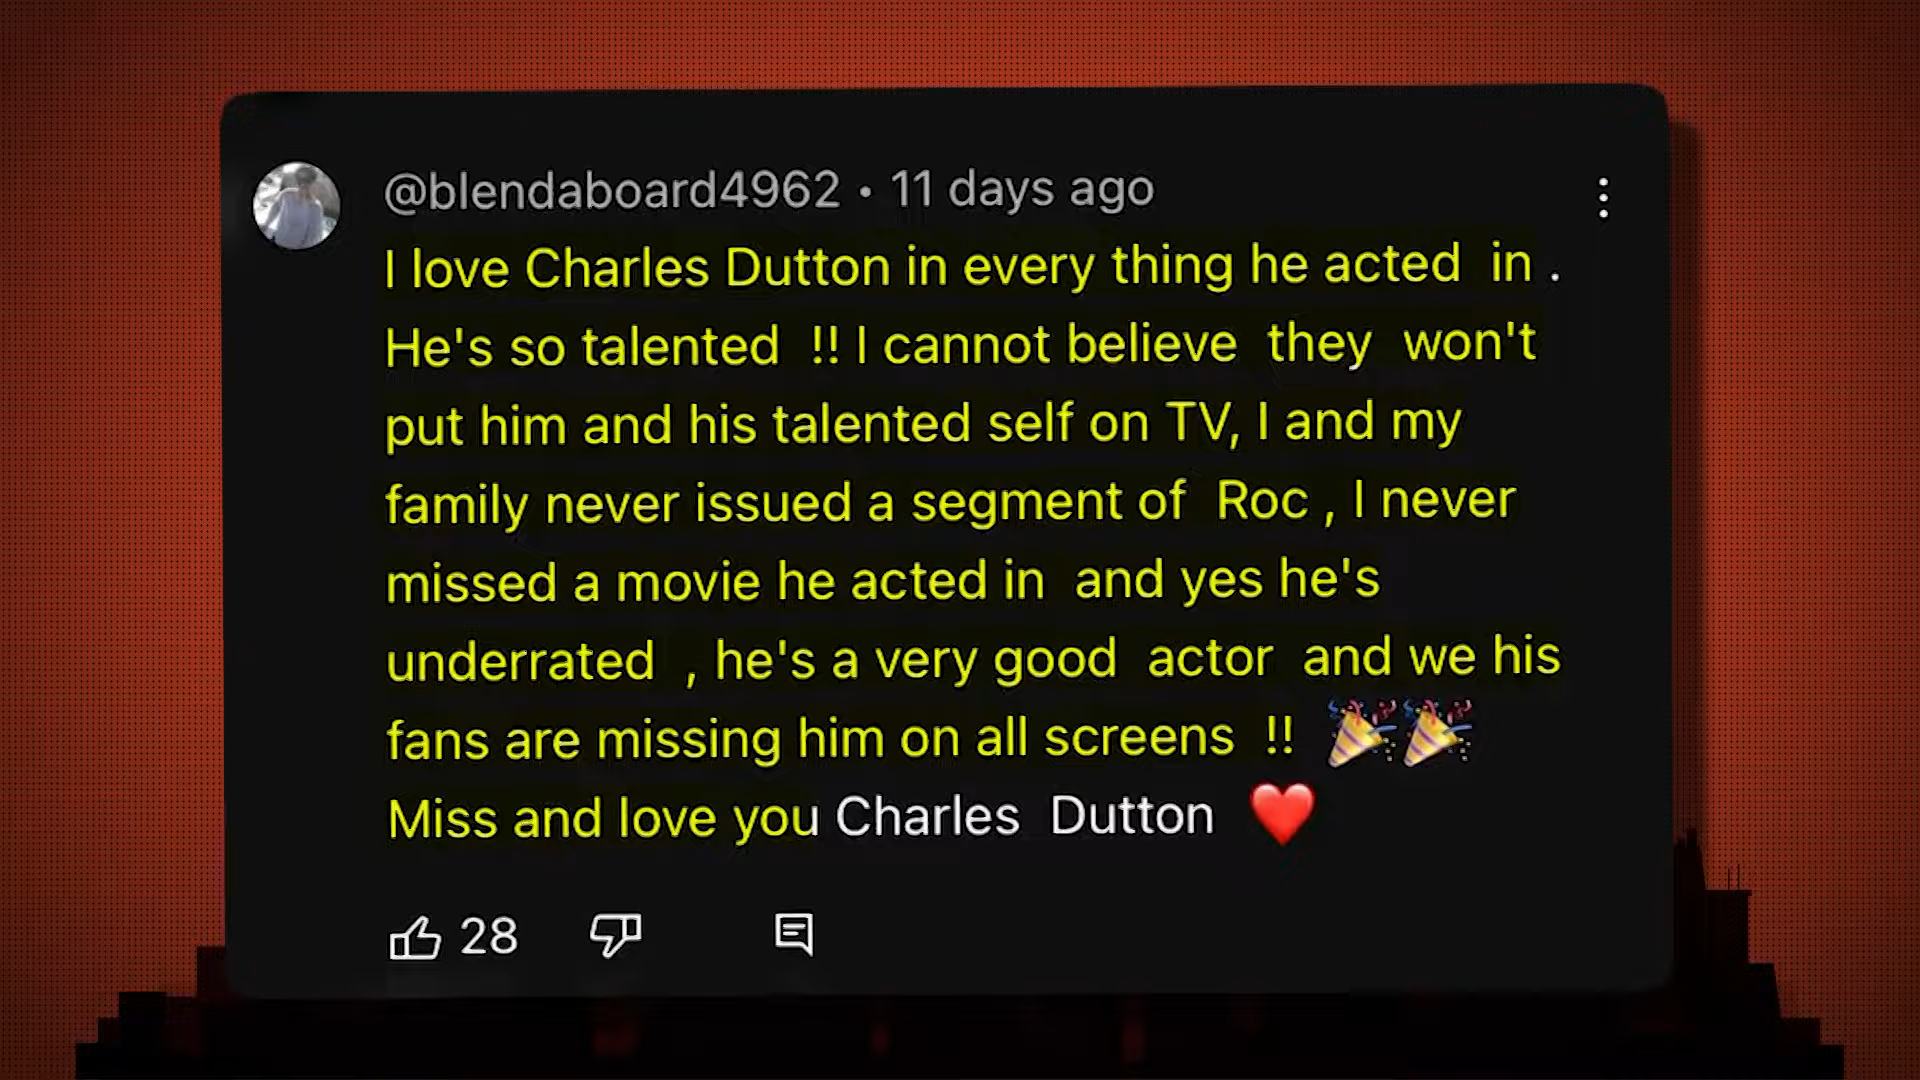 @blendaboard4962 • 11 days ago
I love Charles Dutton in every thing he acted in .
He's so talented !! I cannot believe they won't
put him and his talented self on TV, I and my
family never issued a segment of Roc , I never
missed a movie he acted in and yes he's
underrated , he's a very good actor and we his
fans are missing him on all screens !! 🎉🎉
Miss and love you Charles Dutton ❤️
28